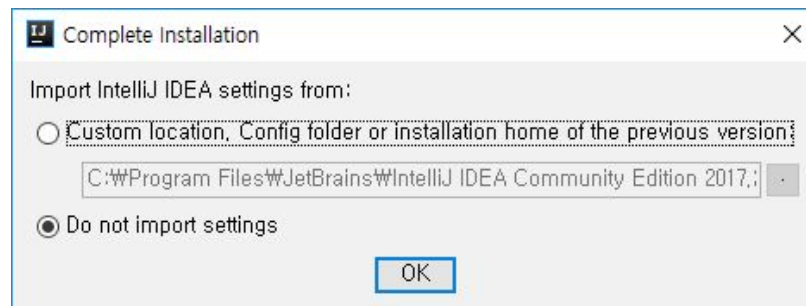 IJ
Complete Installation
Import IntelliJ IDEA settings from:
Custom location, Config folder or installation home of the previous version:
C:₩Program Files₩JetBrains₩IntelliJ IDEA Community Edition 2017.
Do not import settings
OK